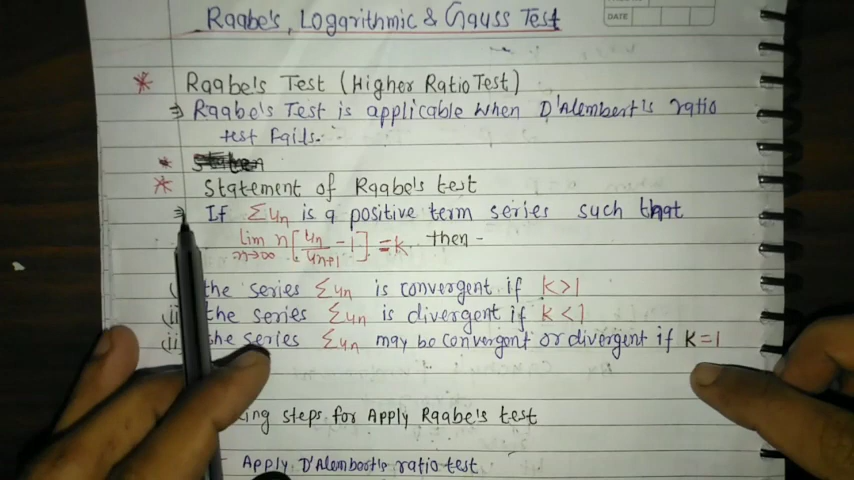 Raabe's, Logarithmic & Gauss Test
DATE
* Raabe's Test (Higher Ratio Test)
⇒ Raabe's Test is applicable when D'Alembert's ratio
test Fails.
*
* Statement of Raabe's test
⇒ If Σun is a positive term series such that
lim n→∞ n[un/un+1 - 1] = k then -
the series Σun is convergent if k>1
the series Σun is divergent if k<1
the series Σun may be convergent or divergent if k=1
king steps for Apply Raabe's test
Apply D'Alembert's ratio test